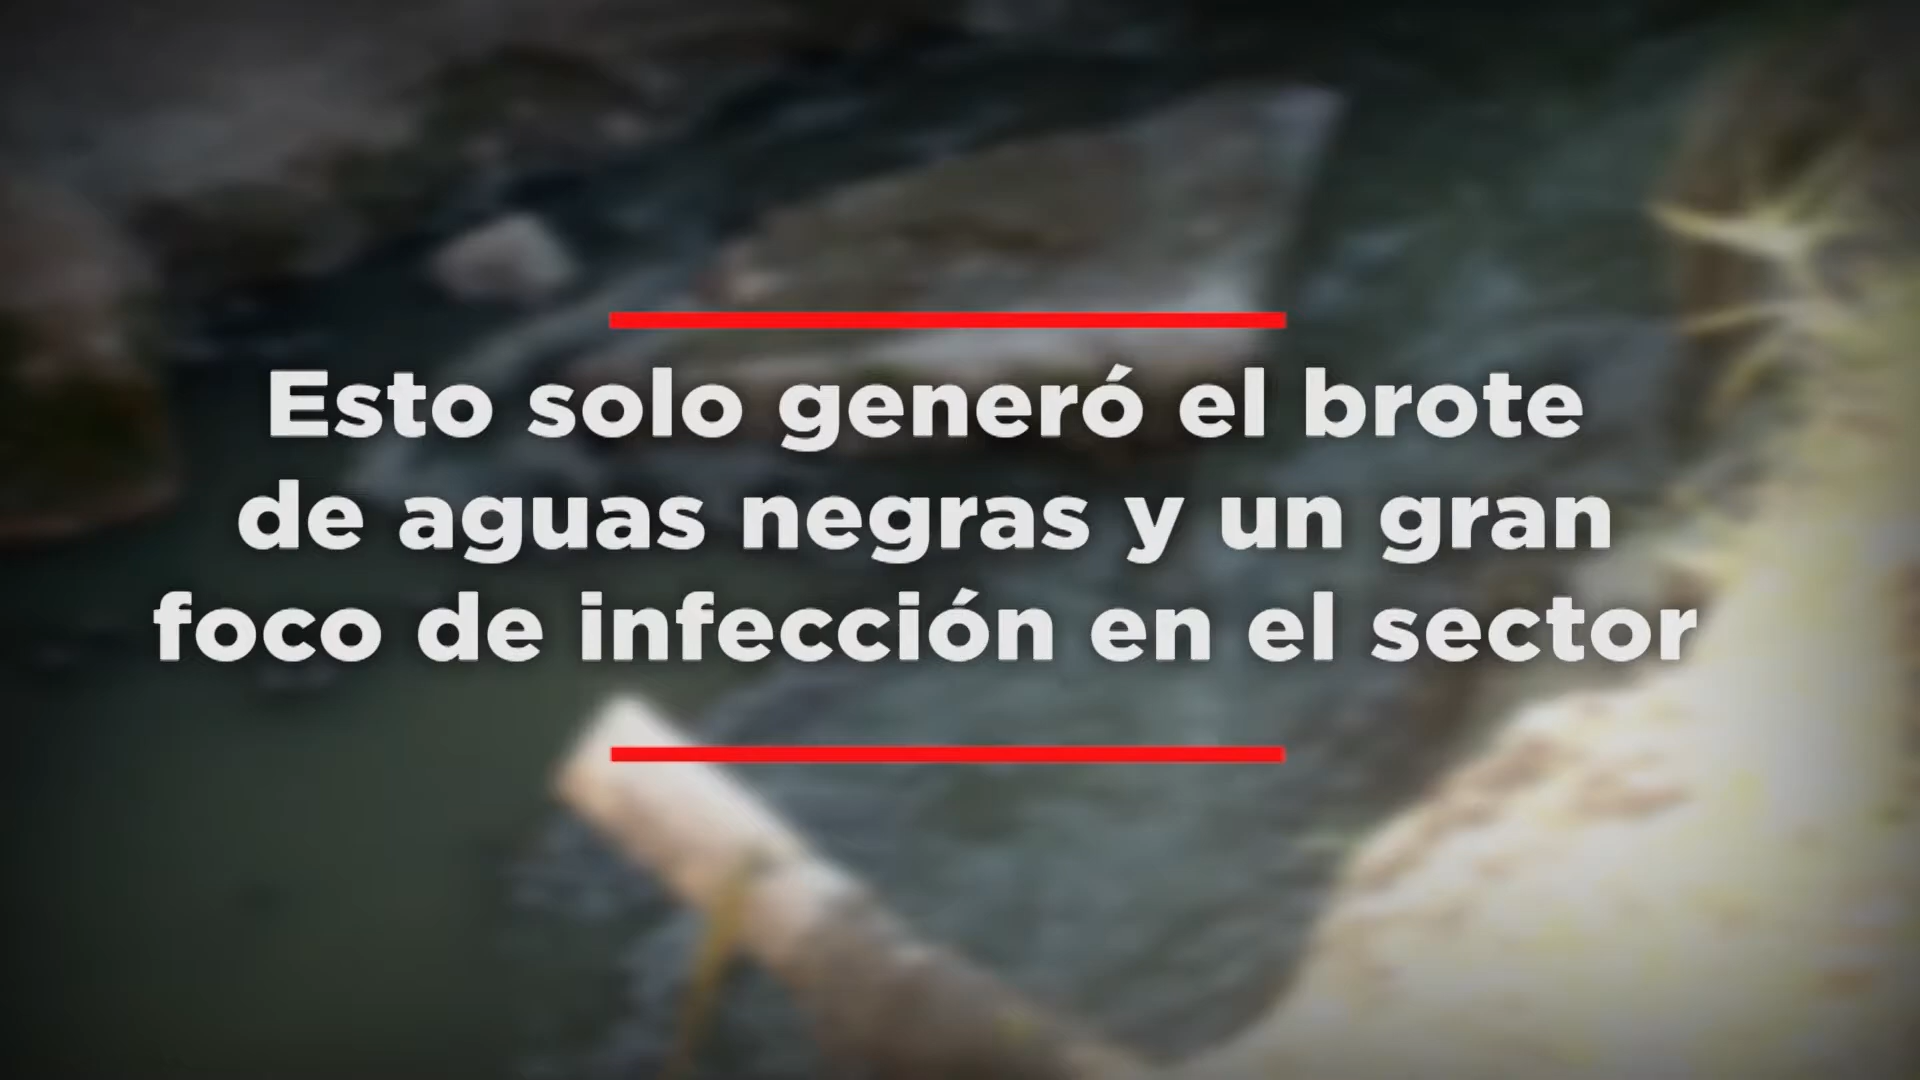 Esto solo generó el brote
de aguas negras y un gran
foco de infección en el sector